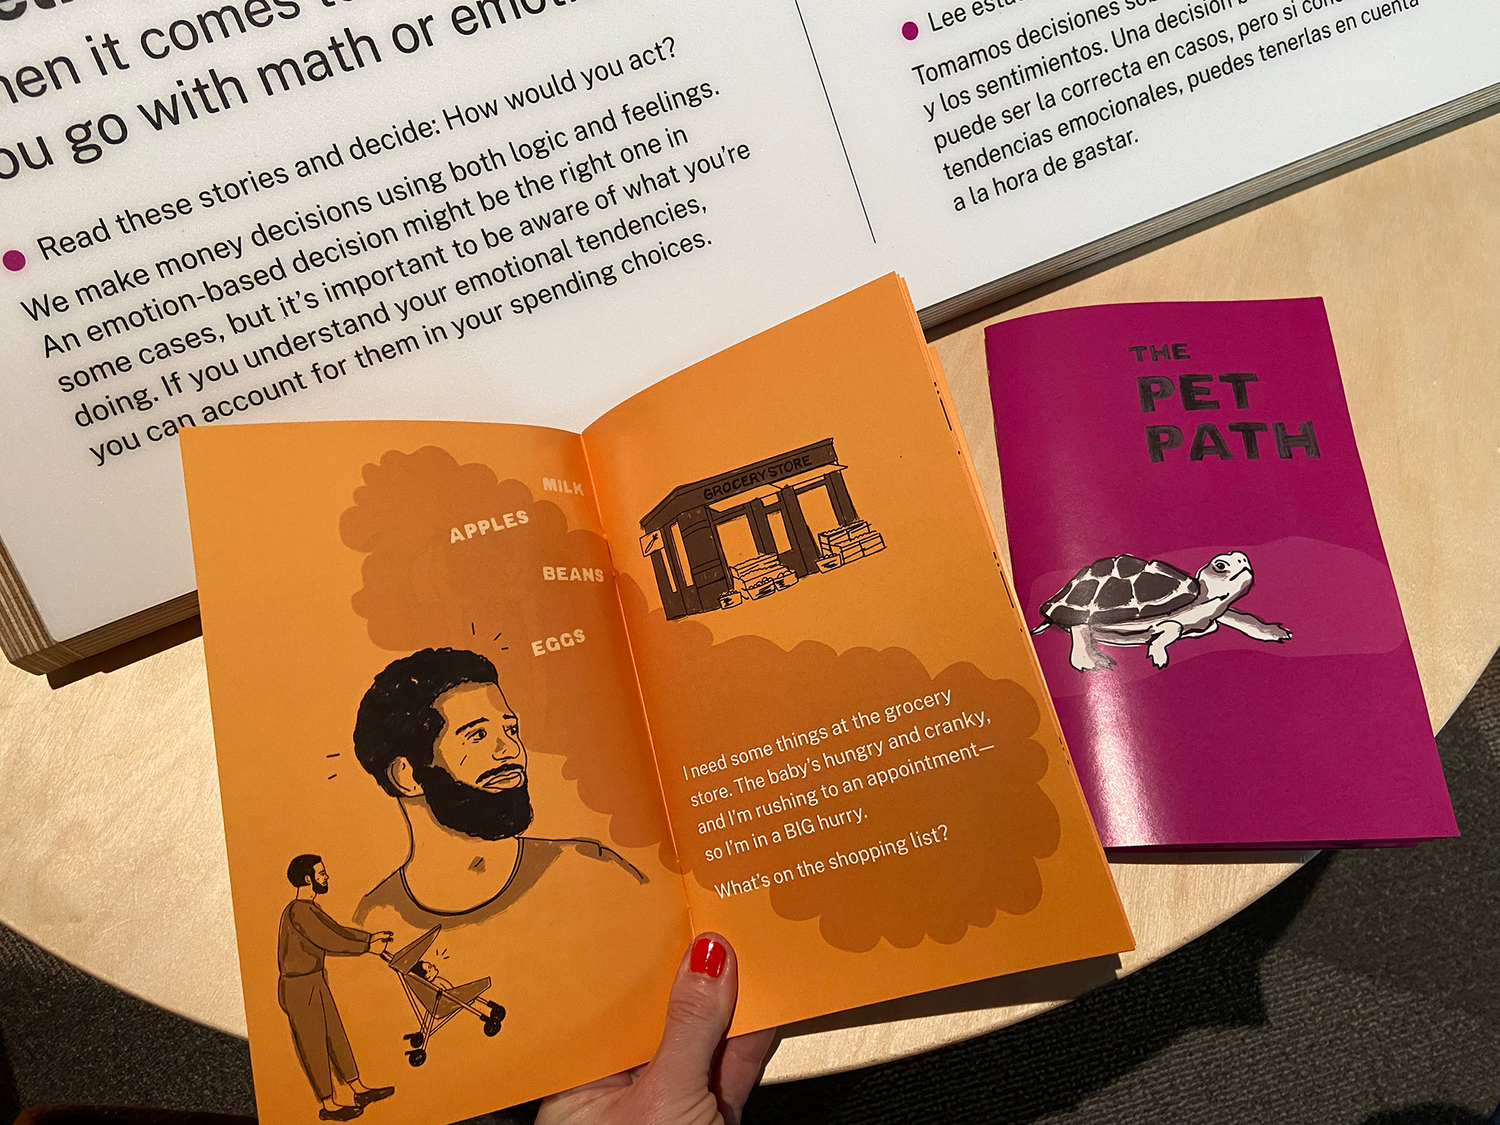 it comes
you go with math or
Read these stories and decide: How would you act?
We make money decisions using both logic and feelings.
An emotion-based decision might be the right one in
some cases, but it's important to be aware of what you're
doing. If you understand your emotional tendencies,
you can account for them in your spending choices.
Lee
Tomamos decisiones
y los sentimientos. Una decisión
puede ser la correcta en casos, pero si
tendencias emocionales, puedes tenerlas en cuenta
a la hora de gastar.
MILK
APPLES
BEANS
EGGS
GROCERY STORE
I need some things at the grocery
store. The baby's hungry and cranky,
and I'm rushing to an appointment—
so I'm in a BIG hurry.
What's on the shopping list?
THE
PET
PATH